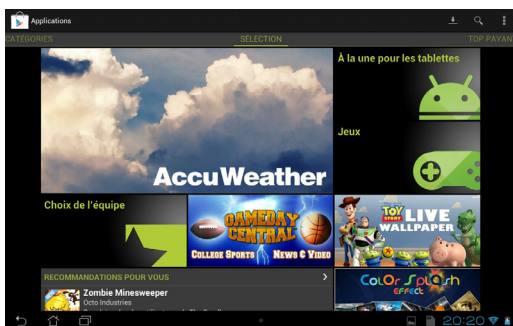 Applications
CATÉGORIES
SÉLECTION
TOP PAYAN
AccuWeather
À la une pour les tablettes
Jeux
Choix de l'équipe
GAMEDAY
CENTRAL
COLLEGE SPORTS NEWS & VIDEO
TOY
STORY
LIVE
WALLPAPER
RECOMMANDATIONS POUR VOUS
Zombie Minesweeper
Octo Industries
Color Splash
EFFECT
20:20